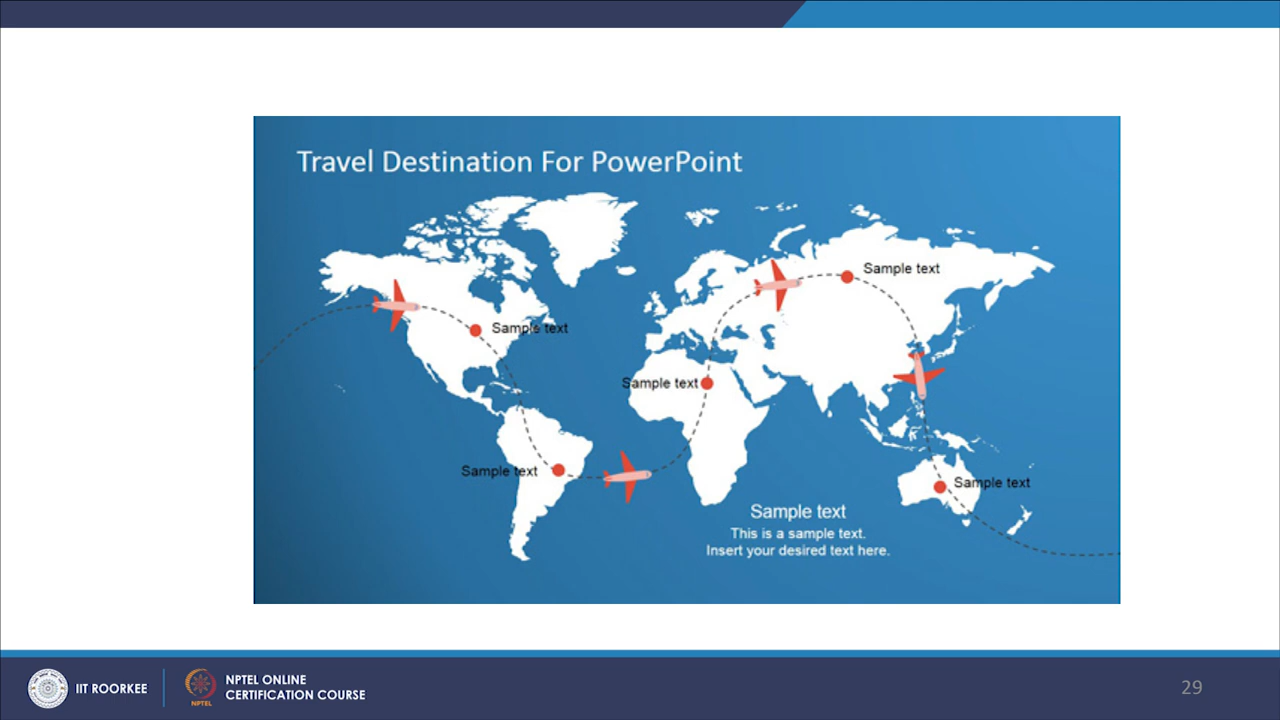 Travel Destination For PowerPoint
Sample text
Sample text
Sample text
Sample text
Sample text
Sample text
This is a sample text.
Insert your desired text here.
IIT ROORKEE
NPTEL
NPTEL ONLINE
CERTIFICATION COURSE
29